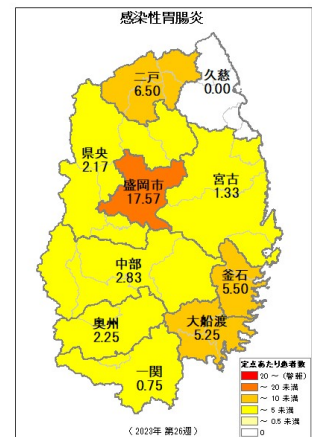 感染性胃腸炎
久慈
0.00
二戸
6.50
県央
2.17
盛岡市
17.57
宮古
1.33
中部
2.83
釜石
5.50
奥州
2.25
大船渡
5.25
一関
0.75
定点あたり患者数
20 ~ (警報)
~ 20 未満
~ 10 未満
~ 5 未満
~ 0.5 未満
0
( 2023年 第26週 )